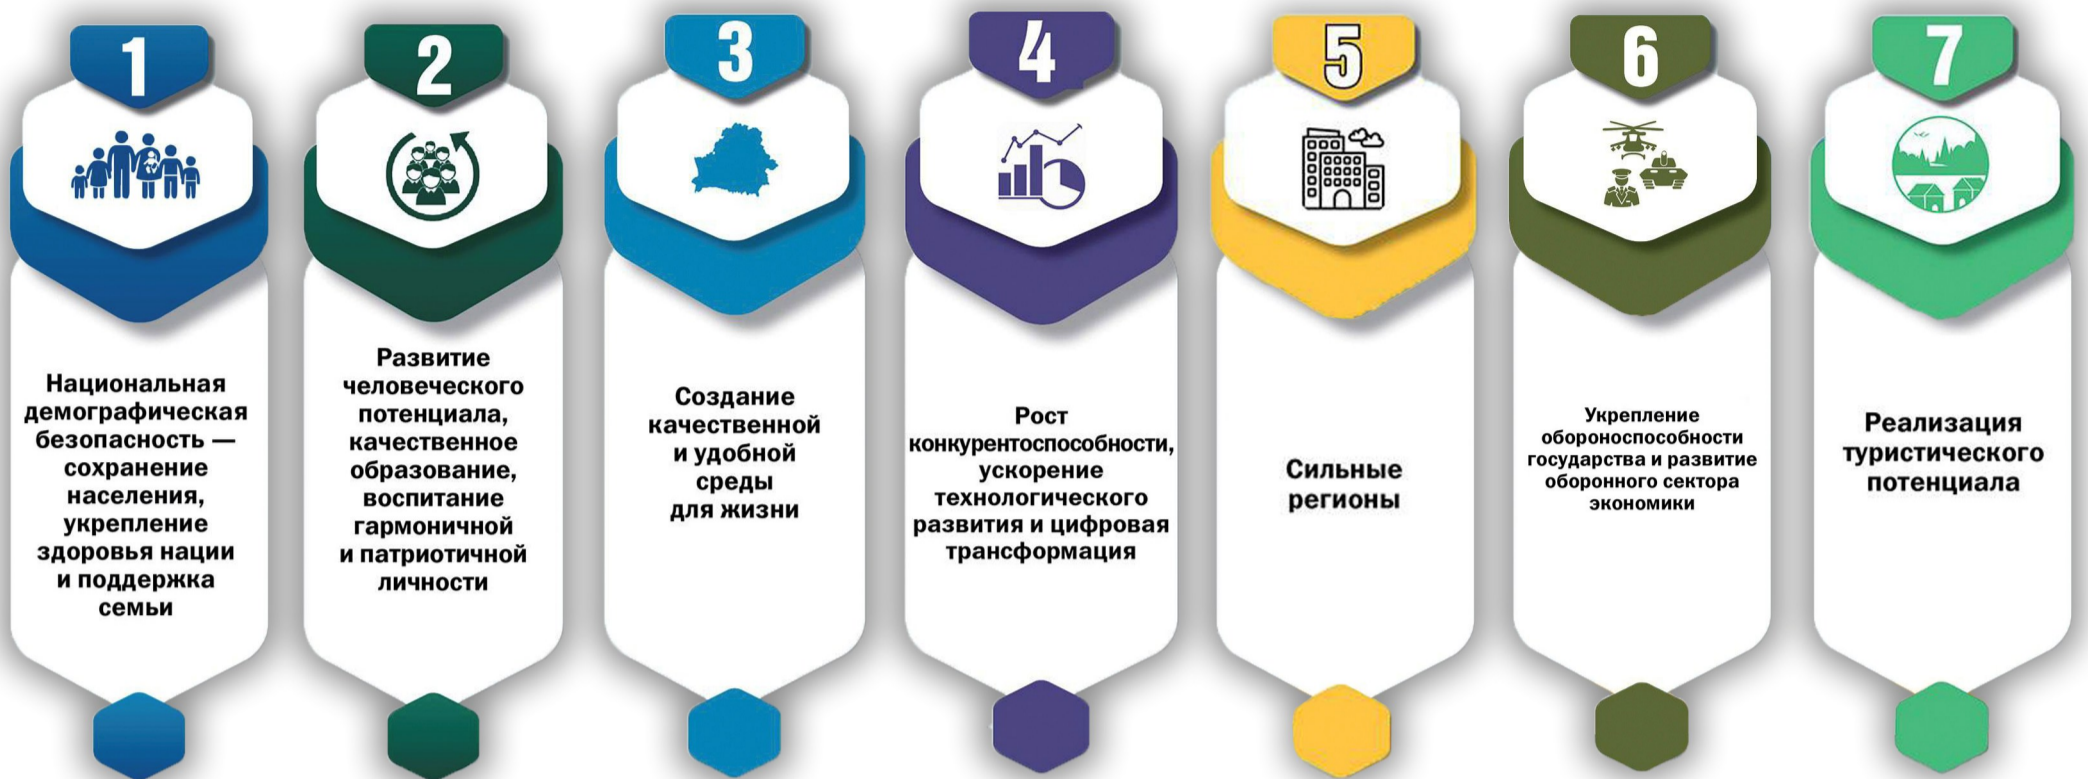 1
Национальная
демографическая
безопасность —
сохранение
населения,
укрепление
здоровья нации
и поддержка
семьи
2
Развитие
человеческого
потенциала,
качественное
образование,
воспитание
гармоничной
и патриотичной
личности
3
Создание
качественной
и удобной
среды
для жизни
4
Рост
конкурентоспособности,
ускорение
технологического
развития и цифровая
трансформация
5
Сильные
регионы
6
Укрепление
обороноспособности
государства и развитие
оборонного сектора
экономики
7
Реализация
туристического
потенциала